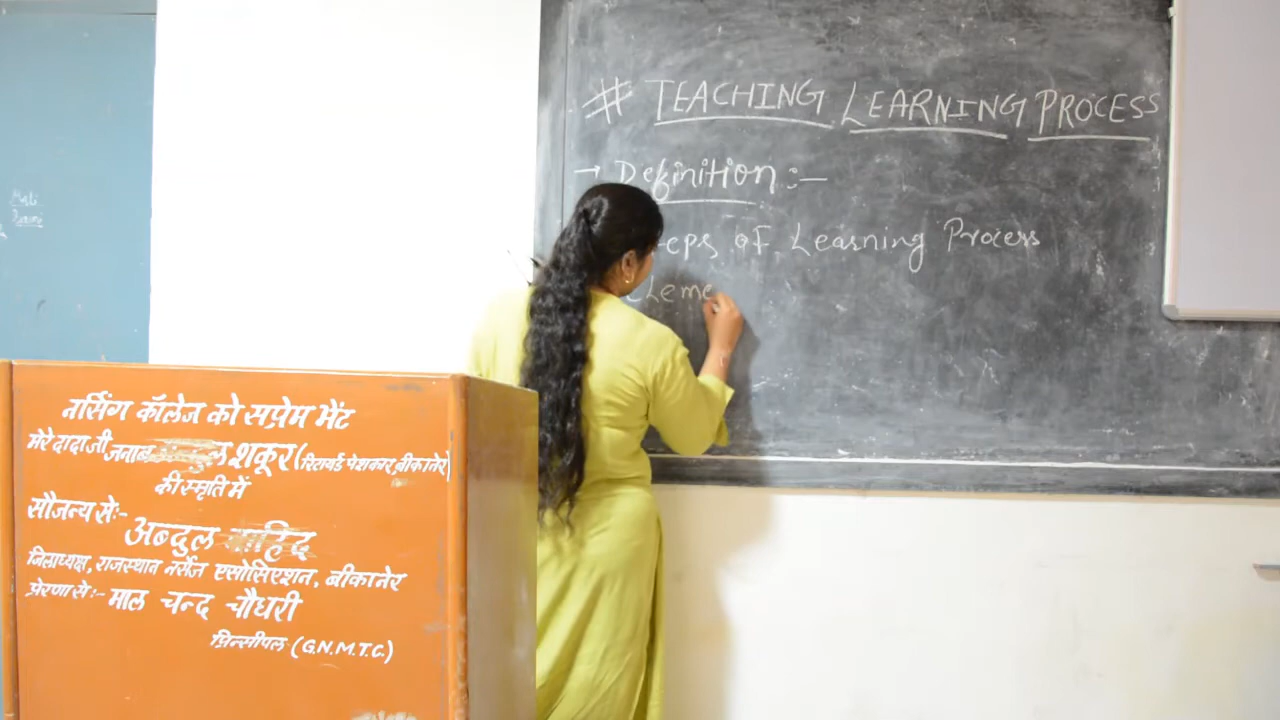 # TEACHING LEARNING PROCESS
→ Definition :-
OF Learning Process
नर्सिंग कॉलेज को सप्रेम भेंट
मेरे दादाजी जनाब शकूर (रिटायर्ड पेशकार, बीकानेर)
की स्मृति में
सौजन्य से:-
अब्दुल वाहिद
जिलाध्यक्ष, राजस्थान नर्सेज एसोसिएशन, बीकानेर
प्रेरणा से:- माल चन्द चौधरी
प्रिन्सीपल (G.N.M.T.C.)